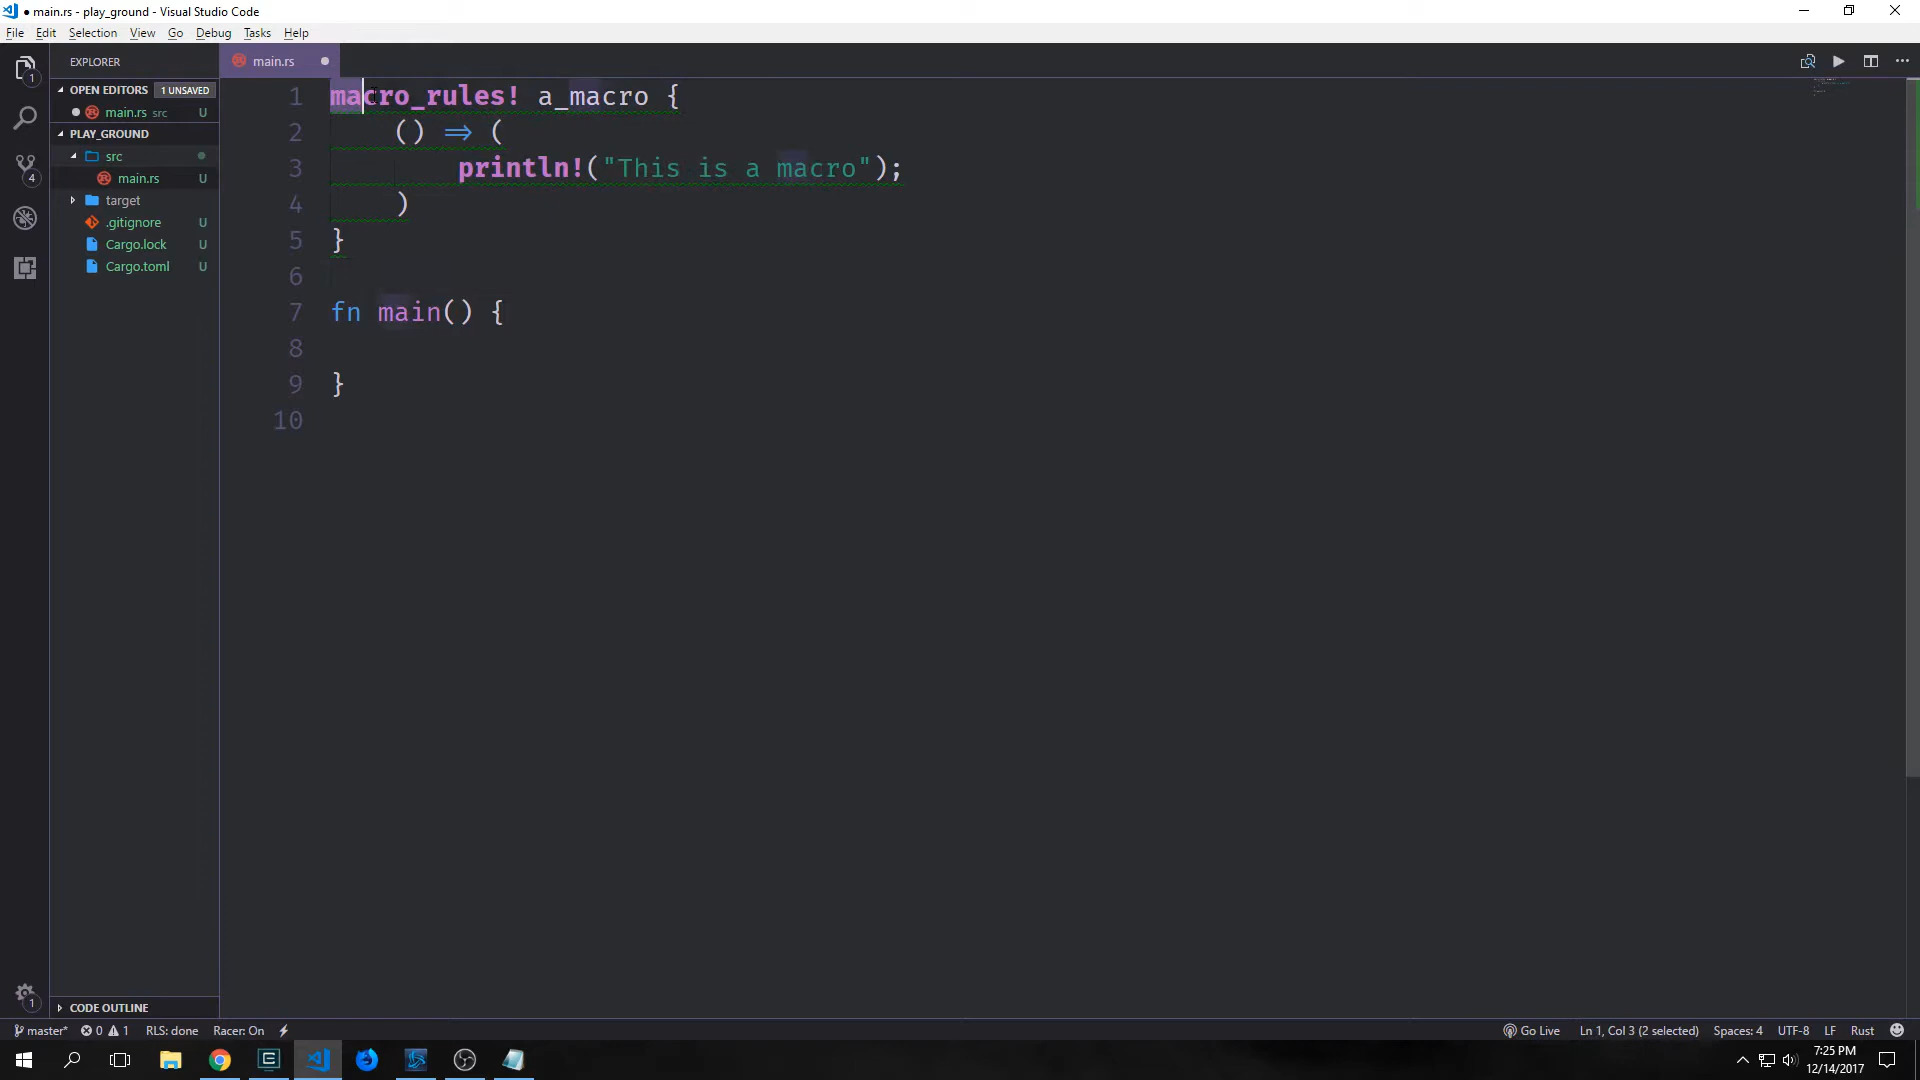 ● main.rs - play_ground - Visual Studio Code
File Edit Selection View Go Debug Tasks Help
EXPLORER
main.rs
OPEN EDITORS 1 UNSAVED
main.rs src U
PLAY_GROUND
src
main.rs U
target
.gitignore U
Cargo.lock U
Cargo.toml U
CODE OUTLINE
1
4
1
1 macro_rules! a_macro {
2 () => (
3 println!("This is a macro");
4 )
5 }
6
7 fn main() {
8
9 }
10
master* 0 1 RLS: done Racer: On Go Live Ln 1, Col 3 (2 selected) Spaces: 4 UTF-8 LF Rust
7:25 PM
12/14/2017